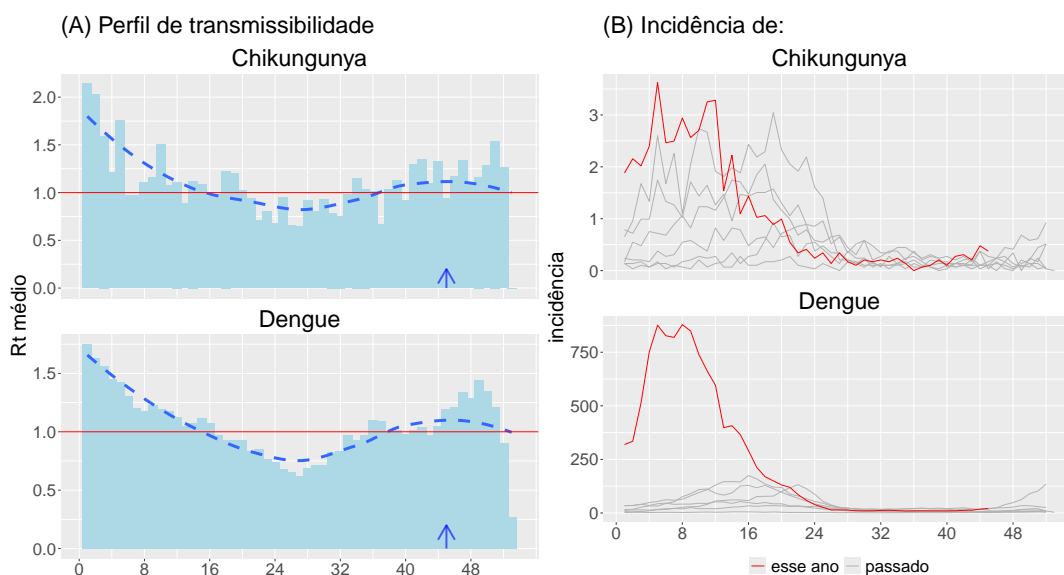 (A) Perfil de transmissibilidade
Chikungunya
2.0
1.5
1.0
0.5
0.0
Dengue
1.5
1.0
0.5
0.0
0 8 16 24 32 40 48
Rt médio
(B) Incidência de:
Chikungunya
3
2
1
0
Dengue
750
500
250
0
0 8 16 24 32 40 48
incidência
esse ano passado